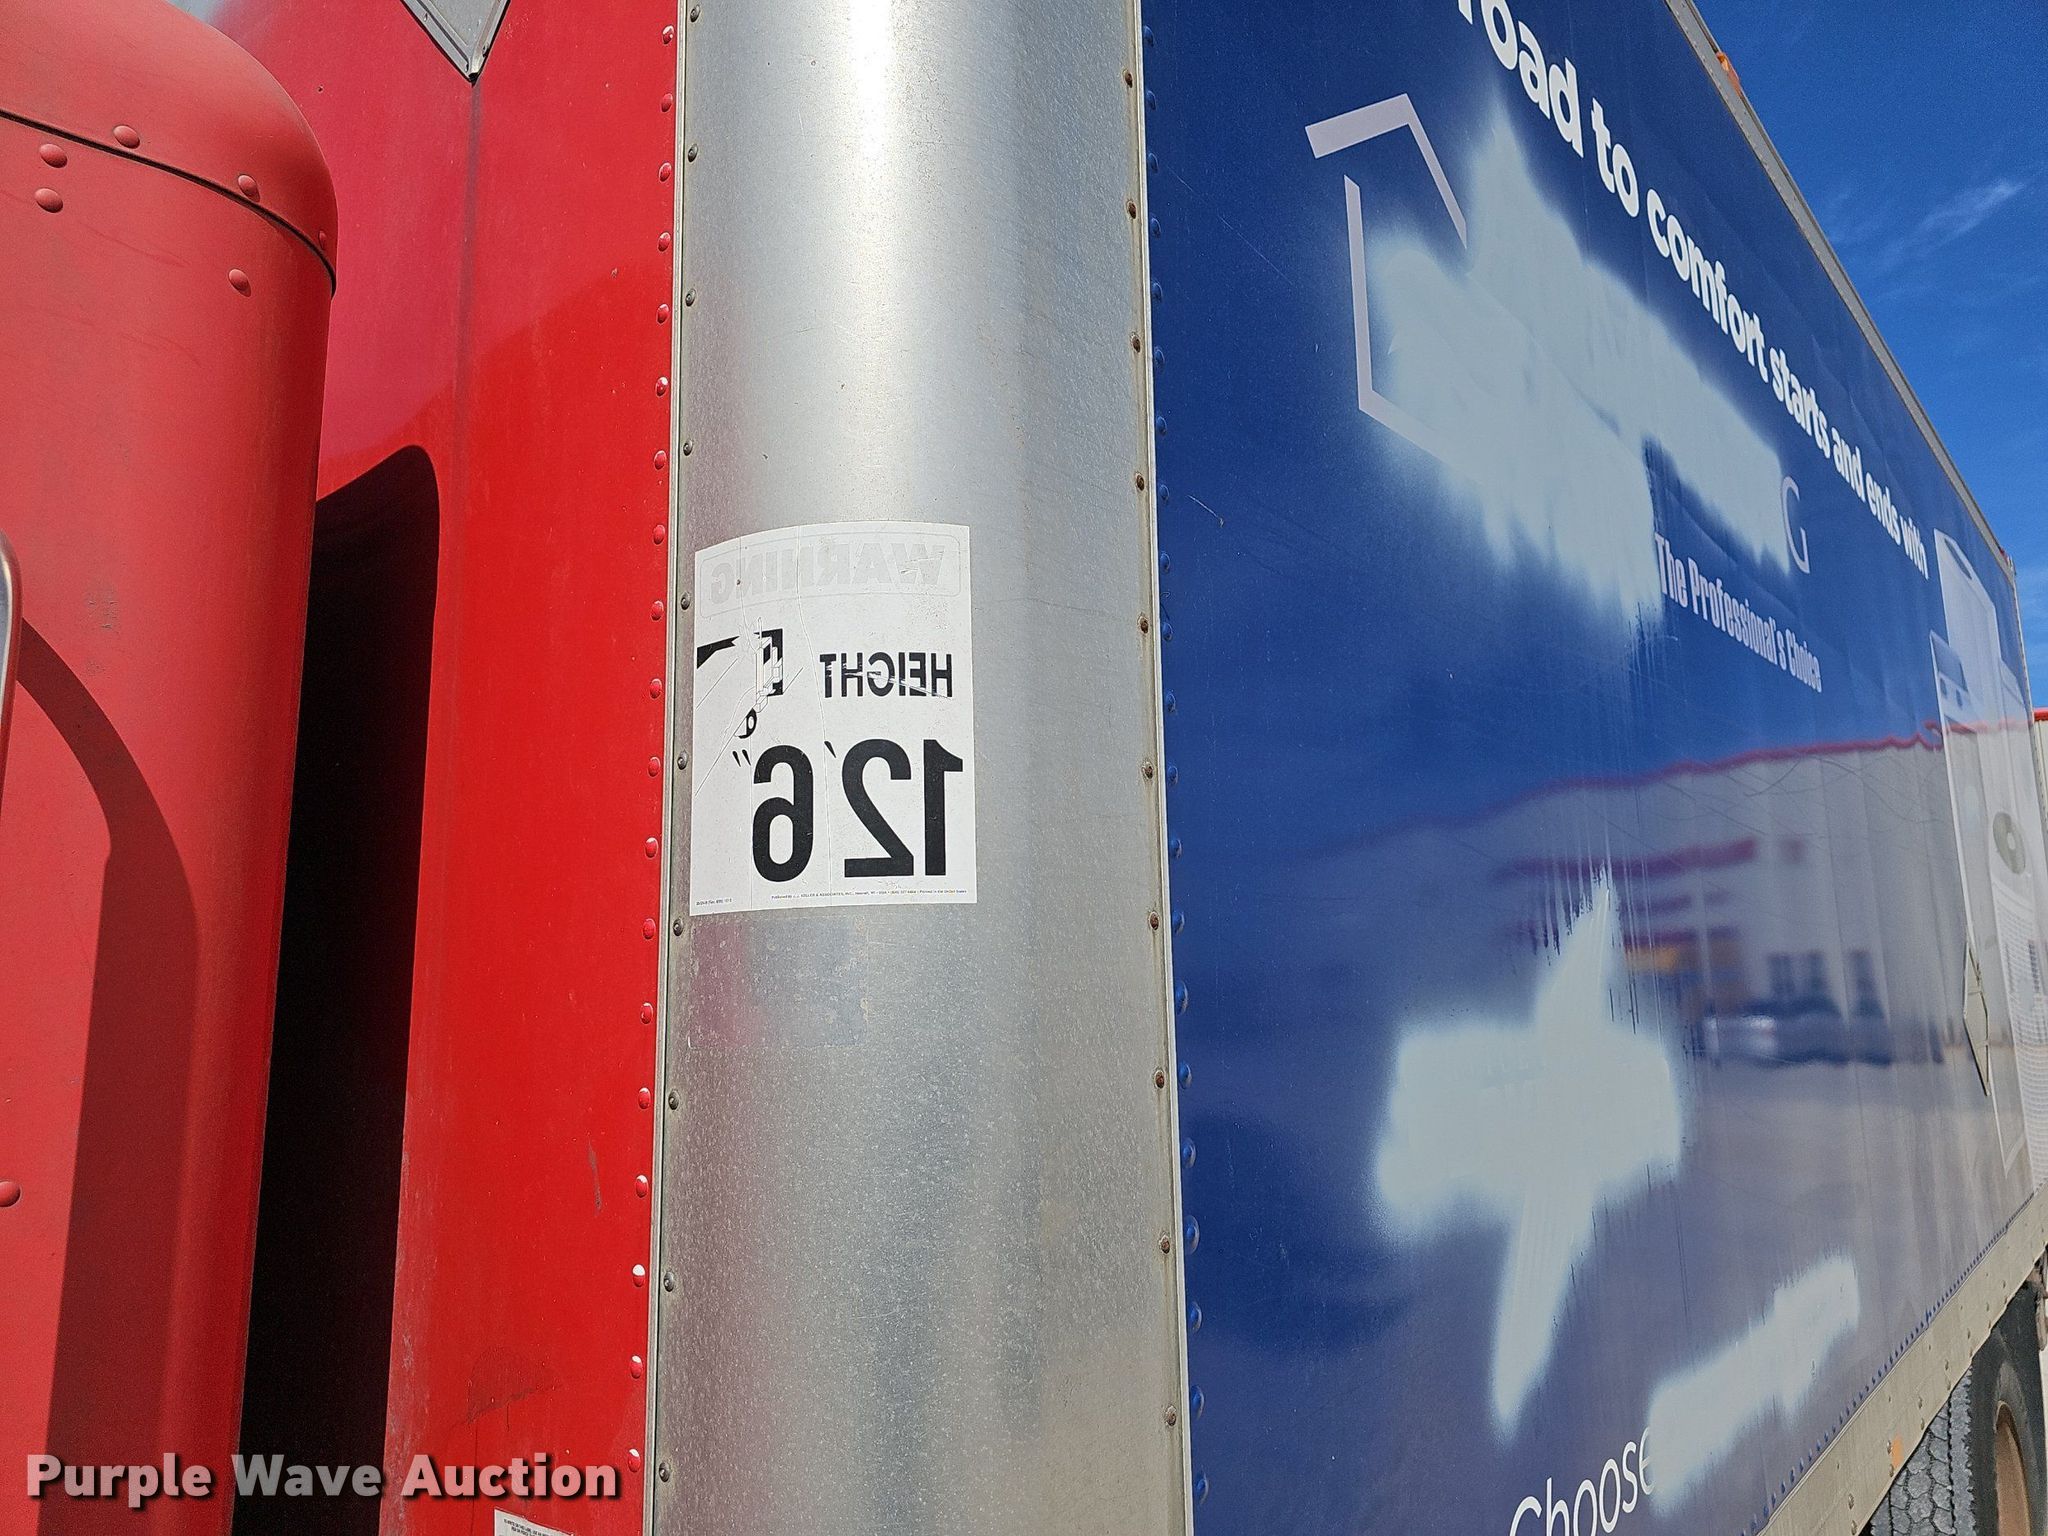 road to comfort starts and ends with
G
The Professional's Choice
WARNING
HEIGHT
12'6"
Choose
Purple Wave Auction